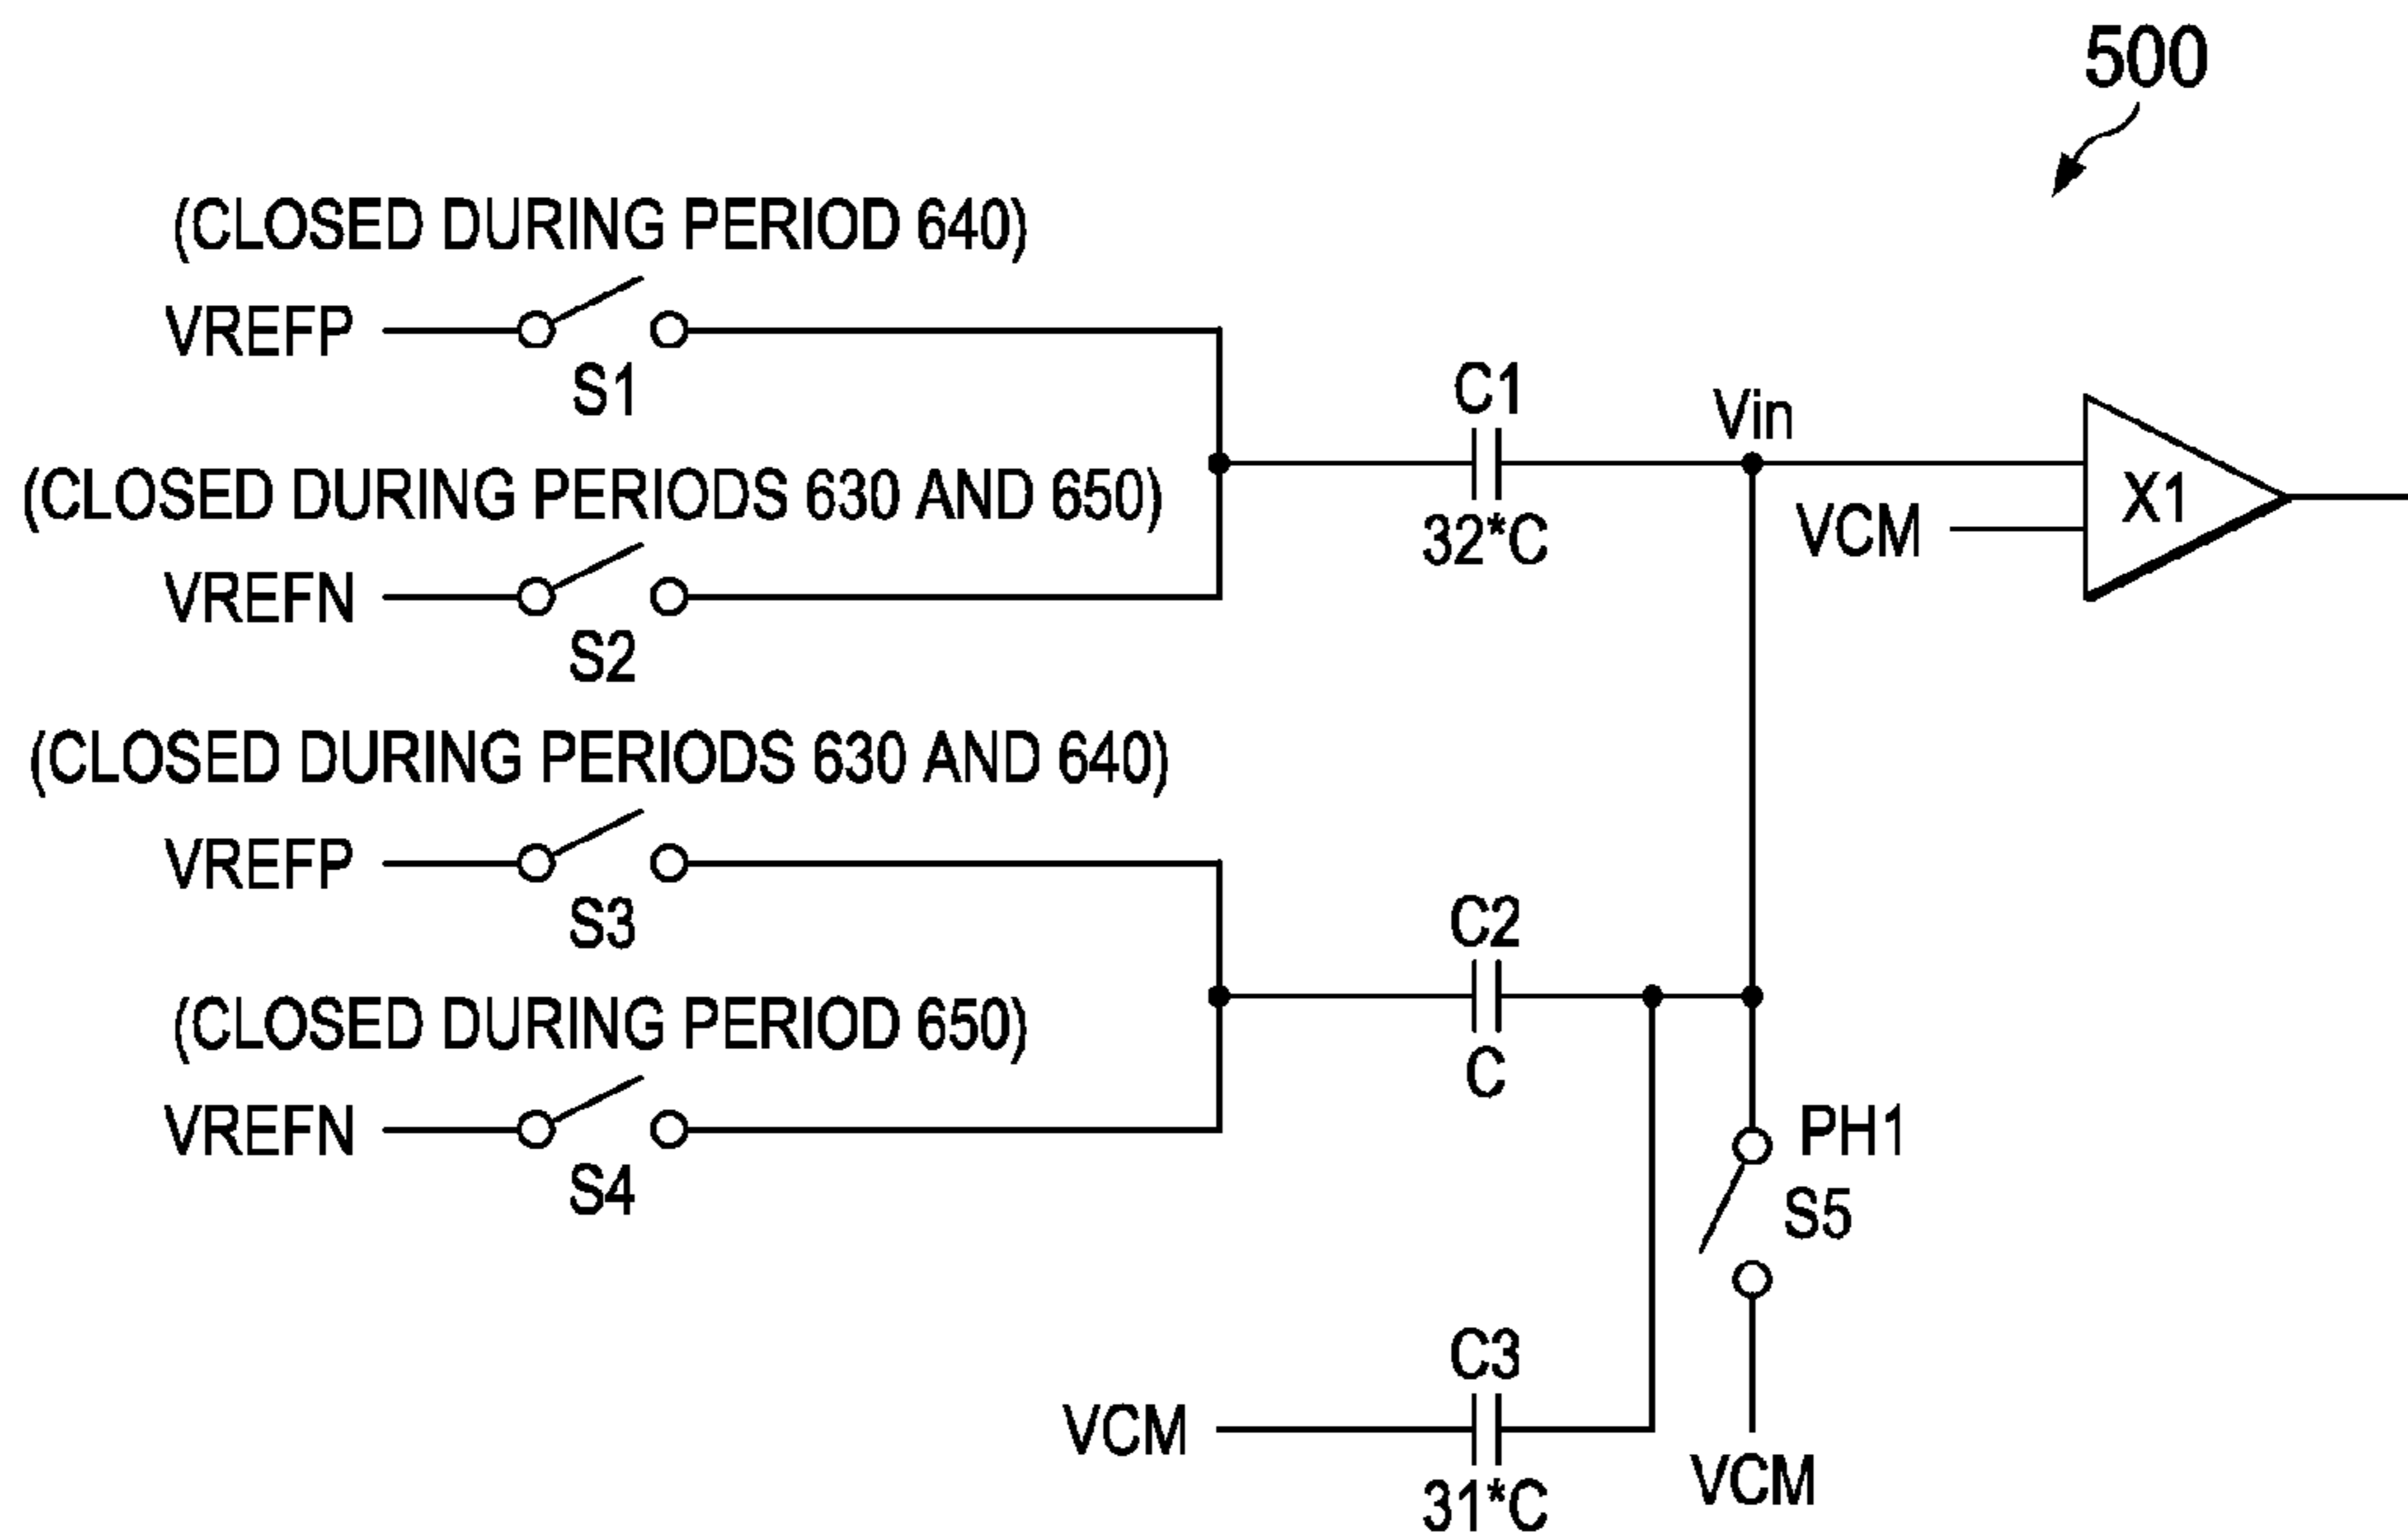 500
(CLOSED DURING PERIOD 640)
VREFP
S1
C1
Vin
32*C
VCM
X1
(CLOSED DURING PERIODS 630 AND 650)
VREFN
S2
(CLOSED DURING PERIODS 630 AND 640)
VREFP
S3
C2
C
(CLOSED DURING PERIOD 650)
VREFN
S4
PH1
S5
C3
VCM
31*C
VCM